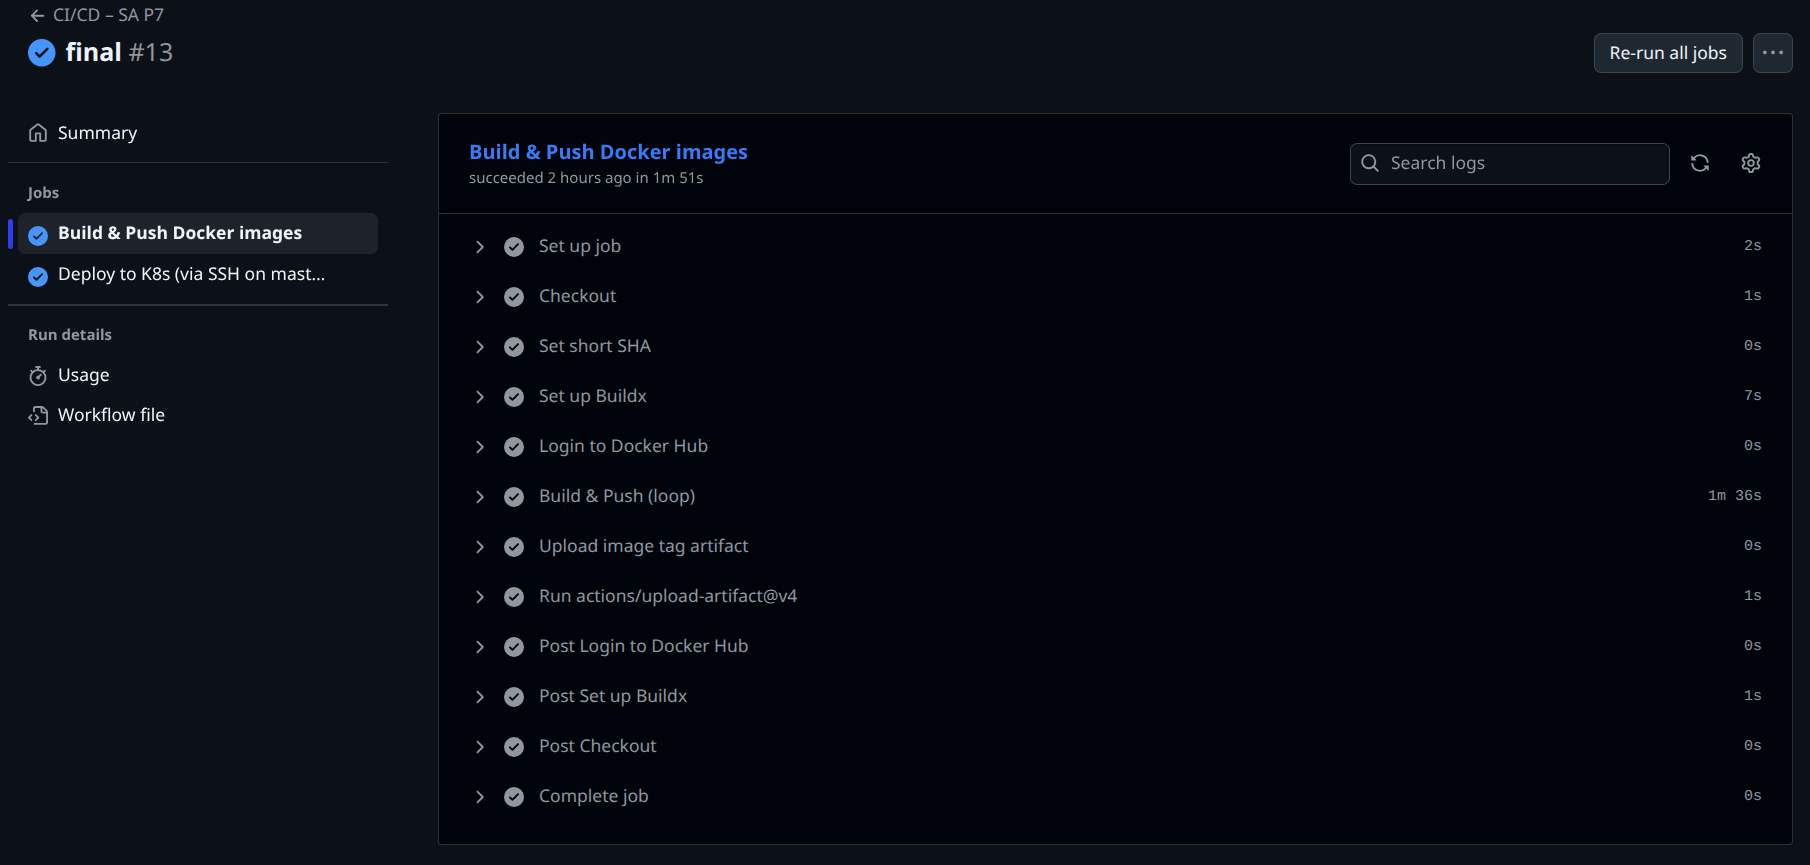 ← CI/CD – SA P7
final #13
Re-run all jobs
...
Summary
Jobs
Build & Push Docker images
Deploy to K8s (via SSH on mast...
Run details
Usage
Workflow file
Build & Push Docker images
succeeded 2 hours ago in 1m 51s
Search logs
Set up job 2s
Checkout 1s
Set short SHA 0s
Set up Buildx 7s
Login to Docker Hub 0s
Build & Push (loop) 1m 36s
Upload image tag artifact 0s
Run actions/upload-artifact@v4 1s
Post Login to Docker Hub 0s
Post Set up Buildx 1s
Post Checkout 0s
Complete job 0s